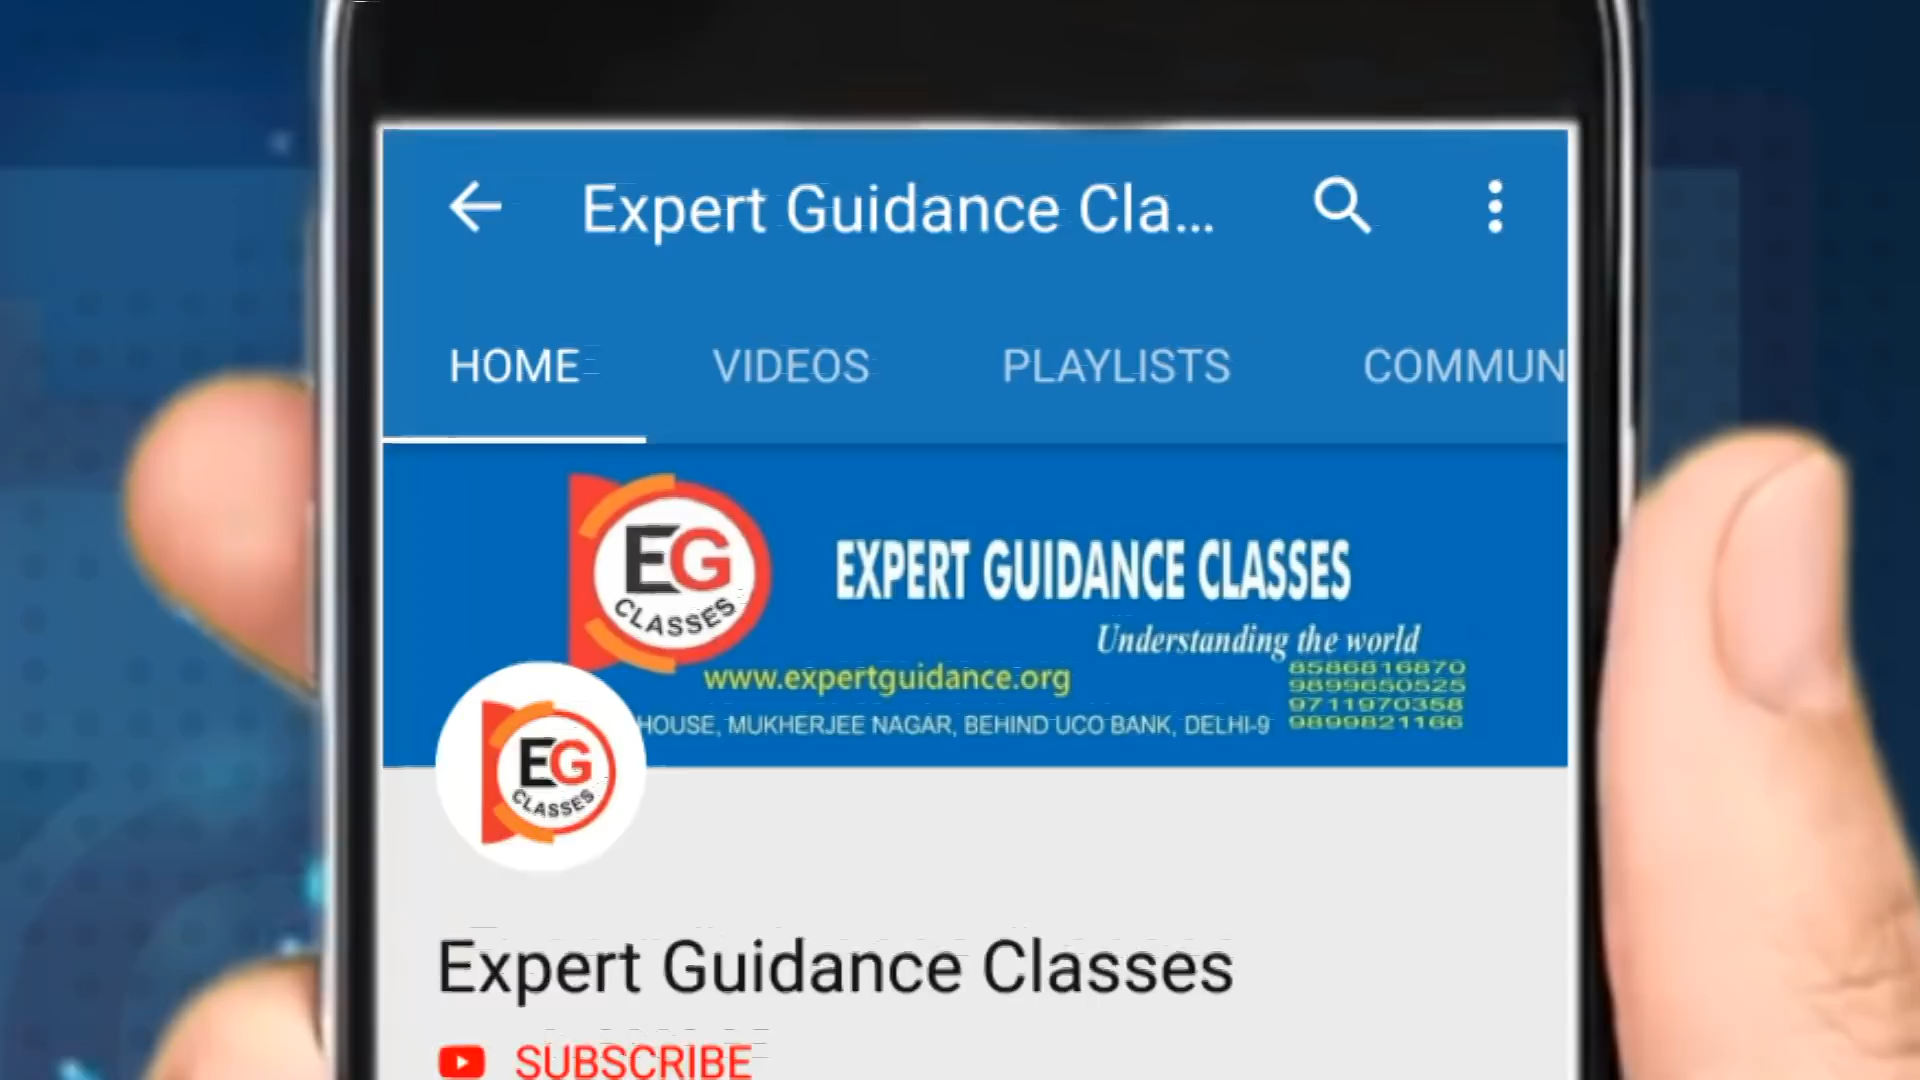 Expert Guidance Cla...
HOME VIDEOS PLAYLISTS COMMUN
EG
CLASSES
EXPERT GUIDANCE CLASSES
Understanding the world
www.expertguidance.org
8586816870
9899650525
9711970358
9899821166
HOUSE, MUKHERJEE NAGAR, BEHIND UCO BANK, DELHI-9
EG
CLASSES
Expert Guidance Classes
SUBSCRIBE